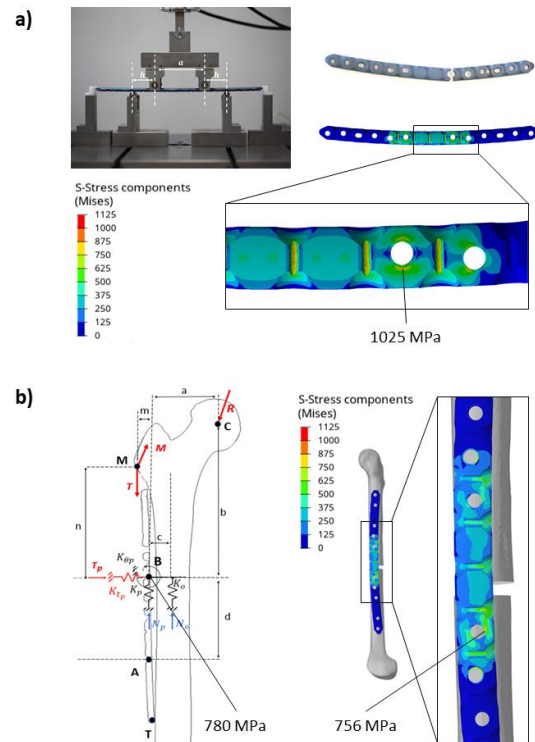 a)
h
a
h
S-Stress components
(Mises)
1125
1000
875
750
625
500
375
250
125
0
1025 MPa
b)
a
m
R
C
M
M
T
n
b
c
K_θp
B
T_p
K_p
K_o
K_tp
N_p
N_o
d
A
T
780 MPa
S-Stress components
(Mises)
1125
1000
875
750
625
500
375
250
125
0
756 MPa